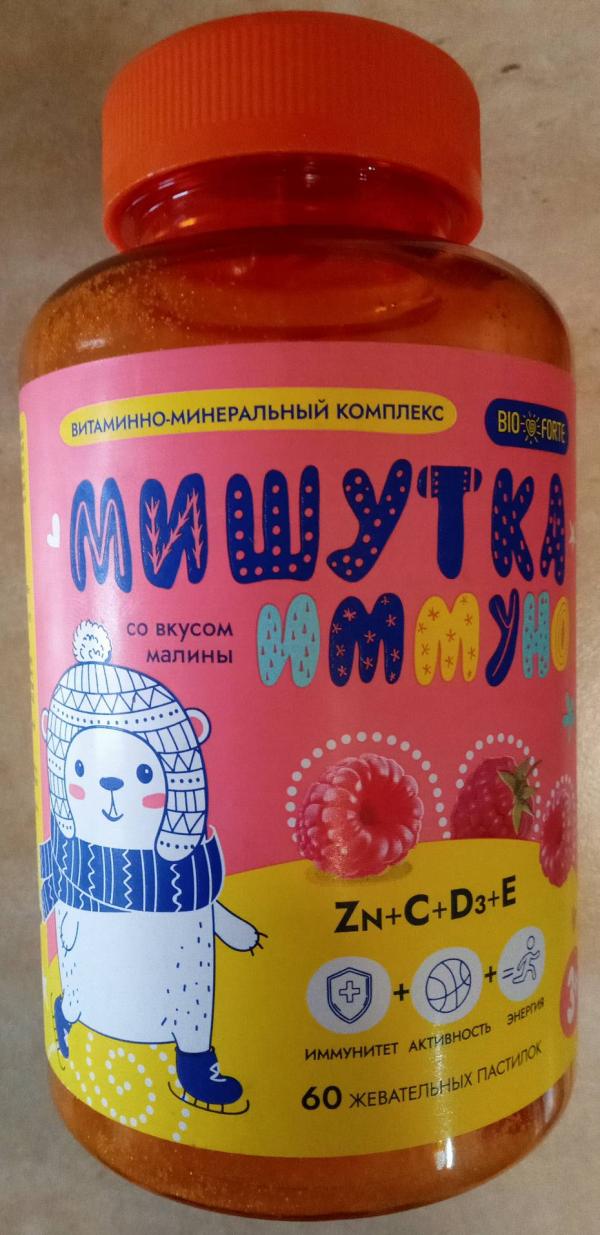 ВИТАМИННО-МИНЕРАЛЬНЫЙ КОМПЛЕКС
BIO FORTE
МИШУТКА
ИММУНО
со вкусом
малины
ZN+C+D3+E
ИММУНИТЕТ + АКТИВНОСТЬ + ЭНЕРГИЯ
60 ЖЕВАТЕЛЬНЫХ ПАСТИЛОК